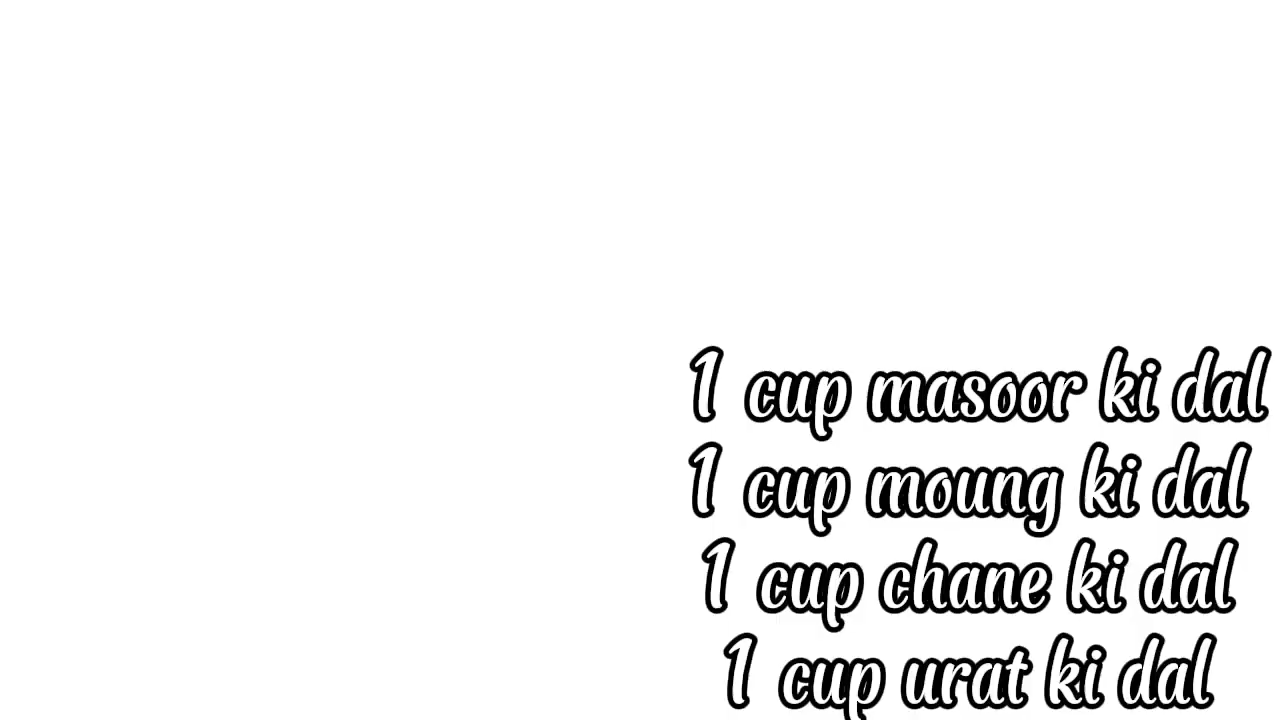 1 cup masoor ki dal
1 cup moung ki dal
1 cup chane ki dal
1 cup urat ki dal